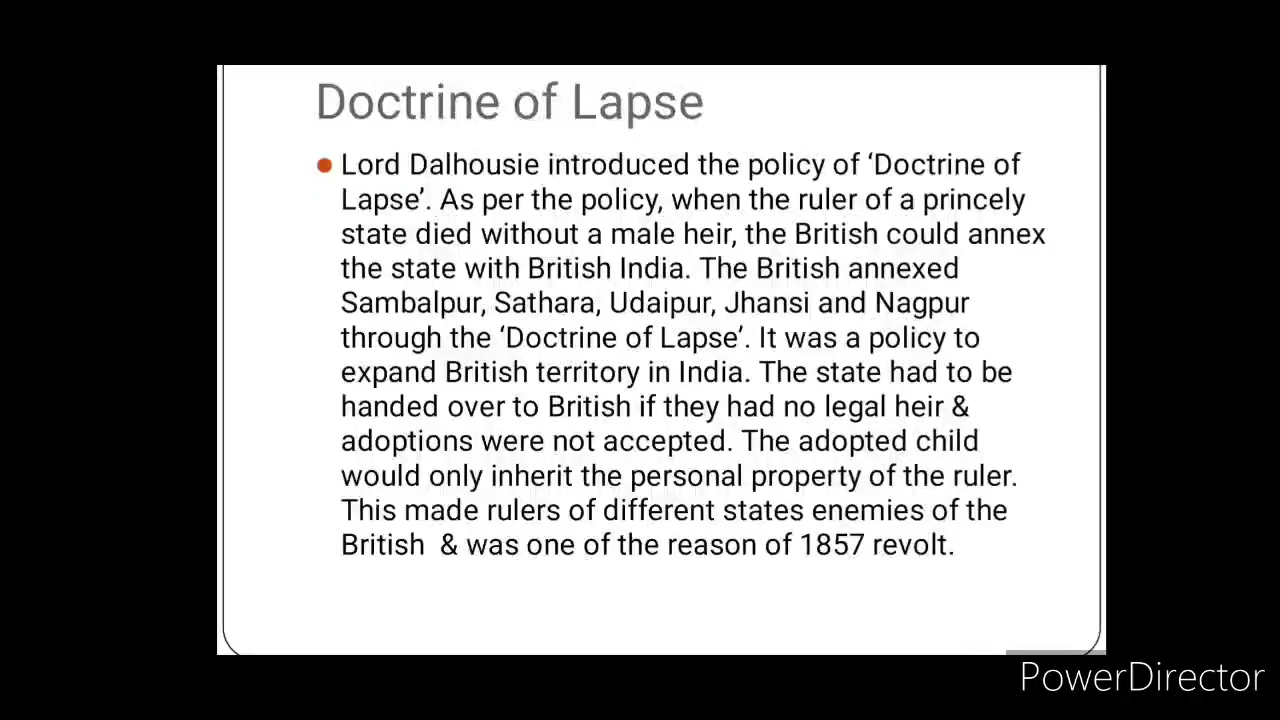 Doctrine of Lapse
Lord Dalhousie introduced the policy of ‘Doctrine of
Lapse’. As per the policy, when the ruler of a princely
state died without a male heir, the British could annex
the state with British India. The British annexed
Sambalpur, Sathara, Udaipur, Jhansi and Nagpur
through the ‘Doctrine of Lapse’. It was a policy to
expand British territory in India. The state had to be
handed over to British if they had no legal heir &
adoptions were not accepted. The adopted child
would only inherit the personal property of the ruler.
This made rulers of different states enemies of the
British  & was one of the reason of 1857 revolt.
PowerDirector